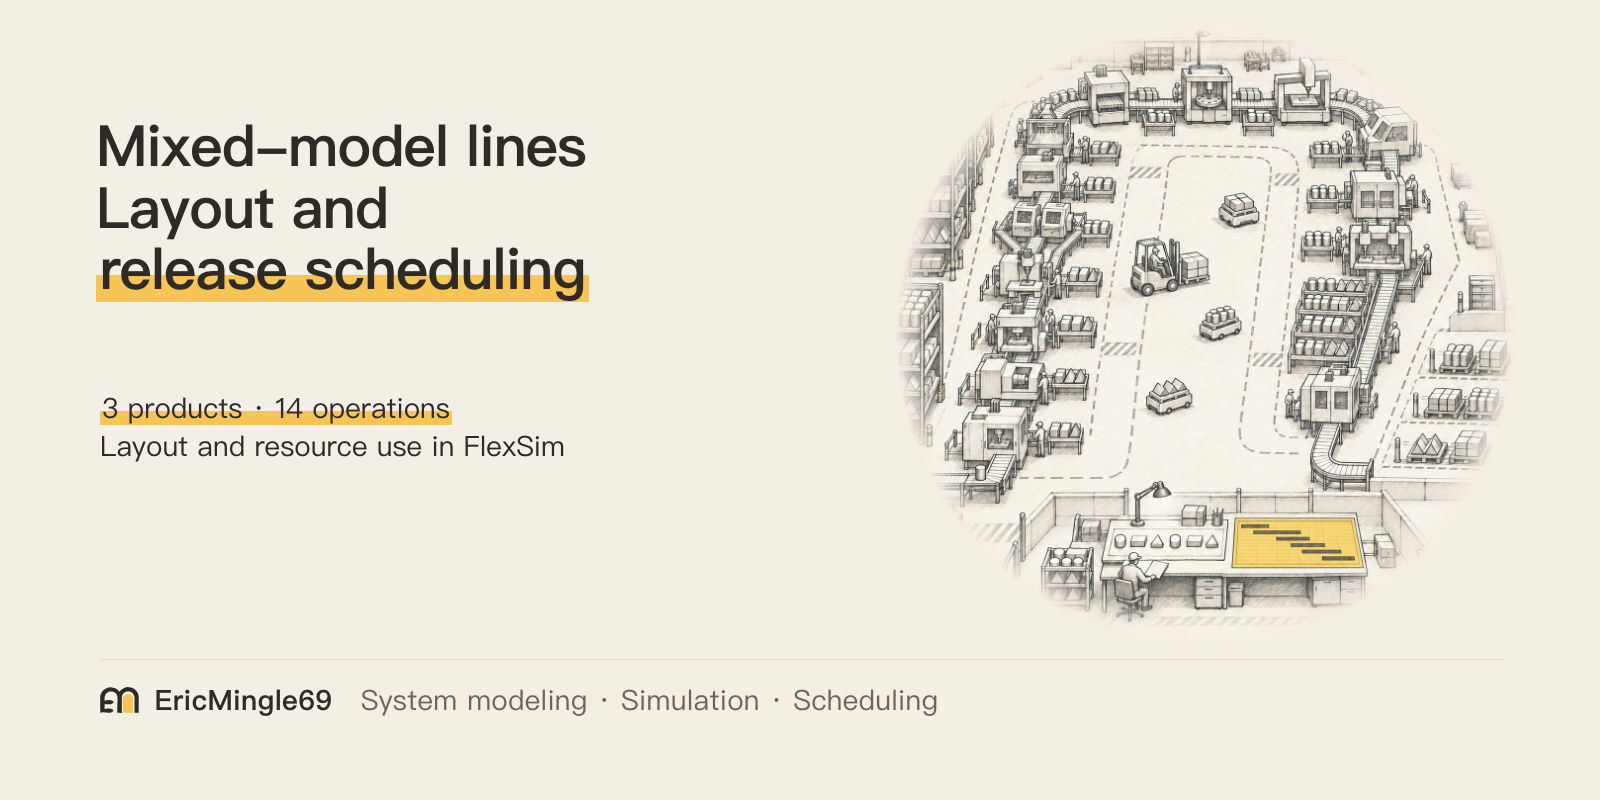 Mixed–model lines
Layout and
release scheduling
3 products · 14 operations
Layout and resource use in FlexSim
EricMingle69 System modeling · Simulation · Scheduling